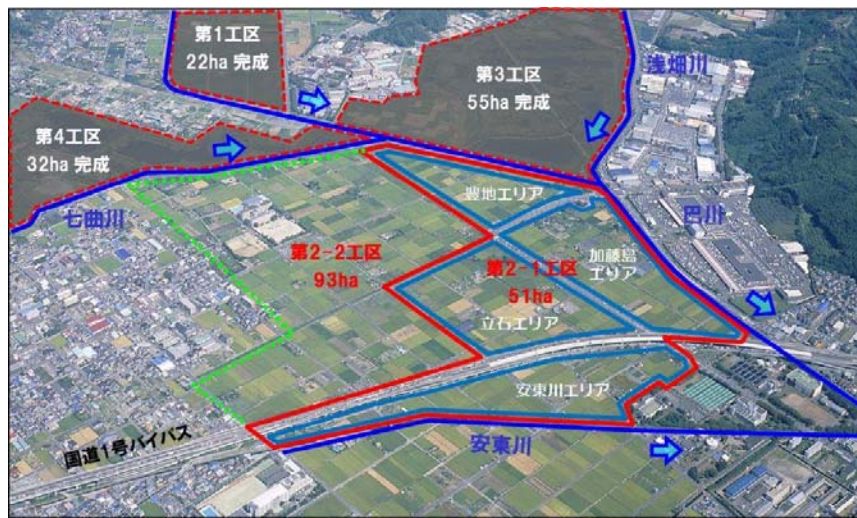 第1工区
22ha 完成
第3工区
55ha 完成
浅畑川
第4工区
32ha 完成
七曲川
豊地エリア
巴川
第2-2工区
93ha
第2-1工区
51ha
加藤島
エリア
立石エリア
安東川エリア
国道1号バイパス
安東川